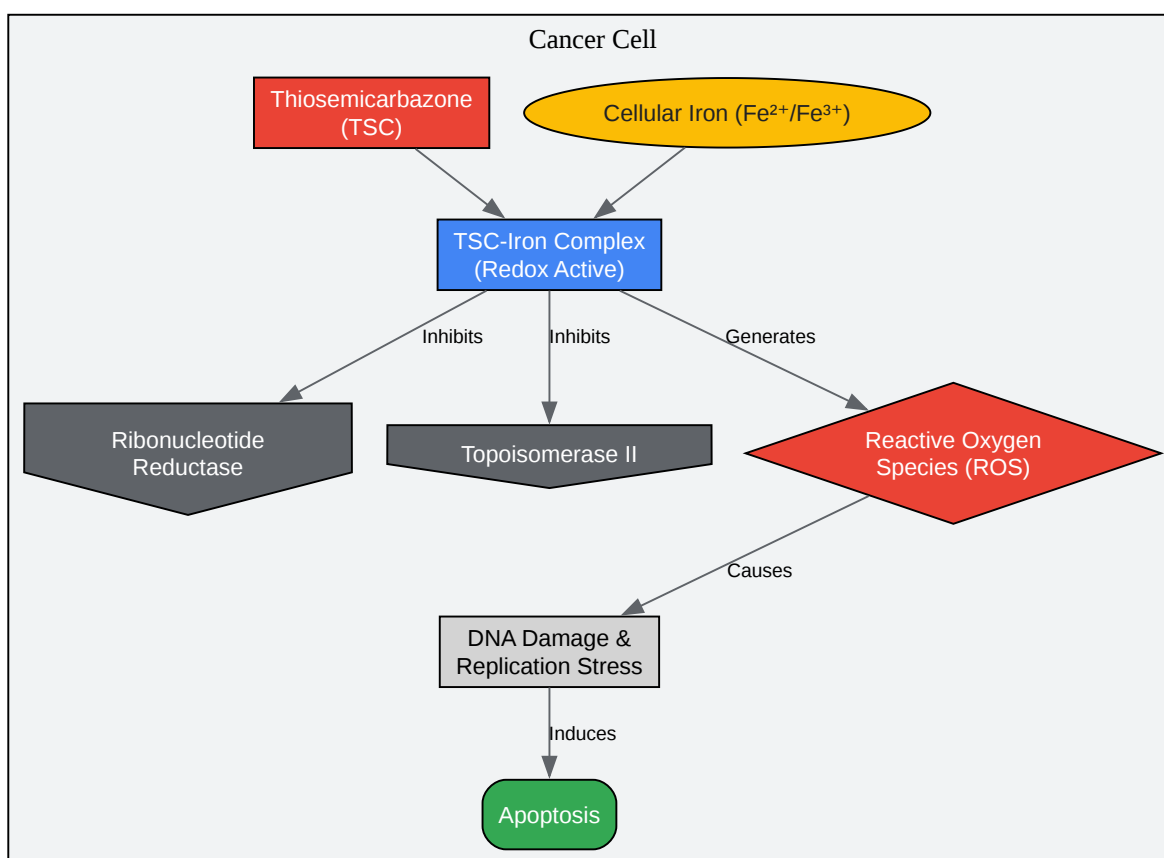 Cancer Cell
Thiosemicarbazone
(TSC)
Cellular Iron (Fe²⁺/Fe³⁺)
TSC-Iron Complex
(Redox Active)
Inhibits
Inhibits
Generates
Ribonucleotide
Reductase
Topoisomerase II
Reactive Oxygen
Species (ROS)
Causes
DNA Damage &
Replication Stress
Induces
Apoptosis